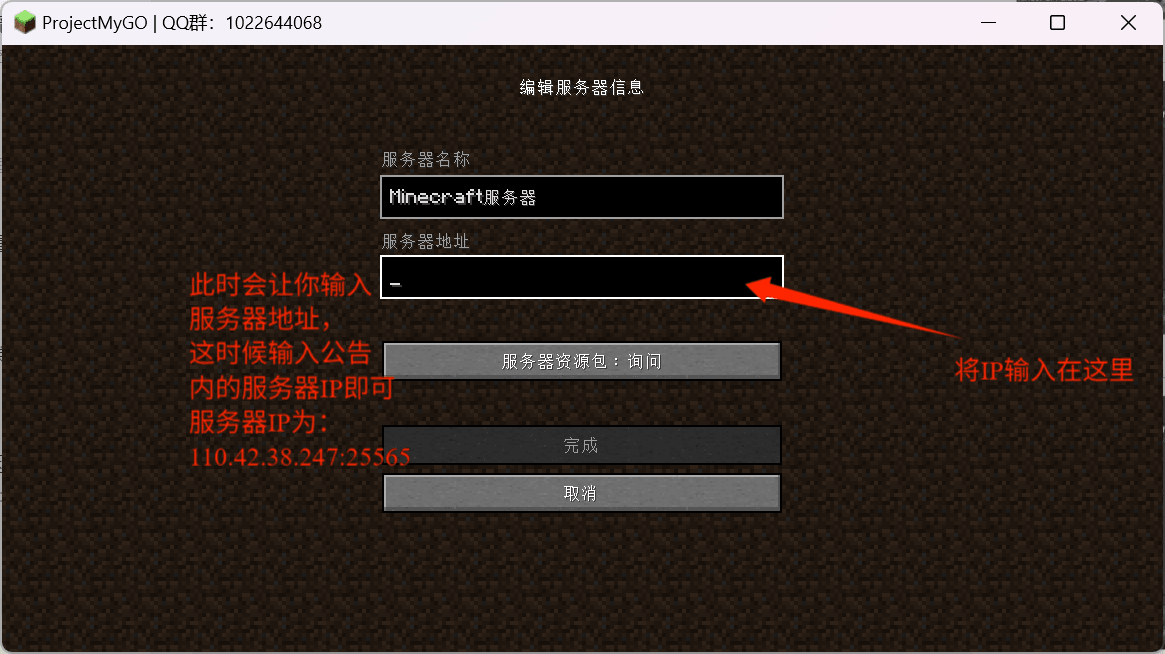 ProjectMyGO | QQ群：1022644068
编辑服务器信息
服务器名称
Minecraft服务器
服务器地址
_
此时会让你输入
服务器地址，
这时候输入公告
内的服务器IP即可
服务器IP为：
110.42.38.247:25565
将IP输入在这里
服务器资源包：询问
完成
取消